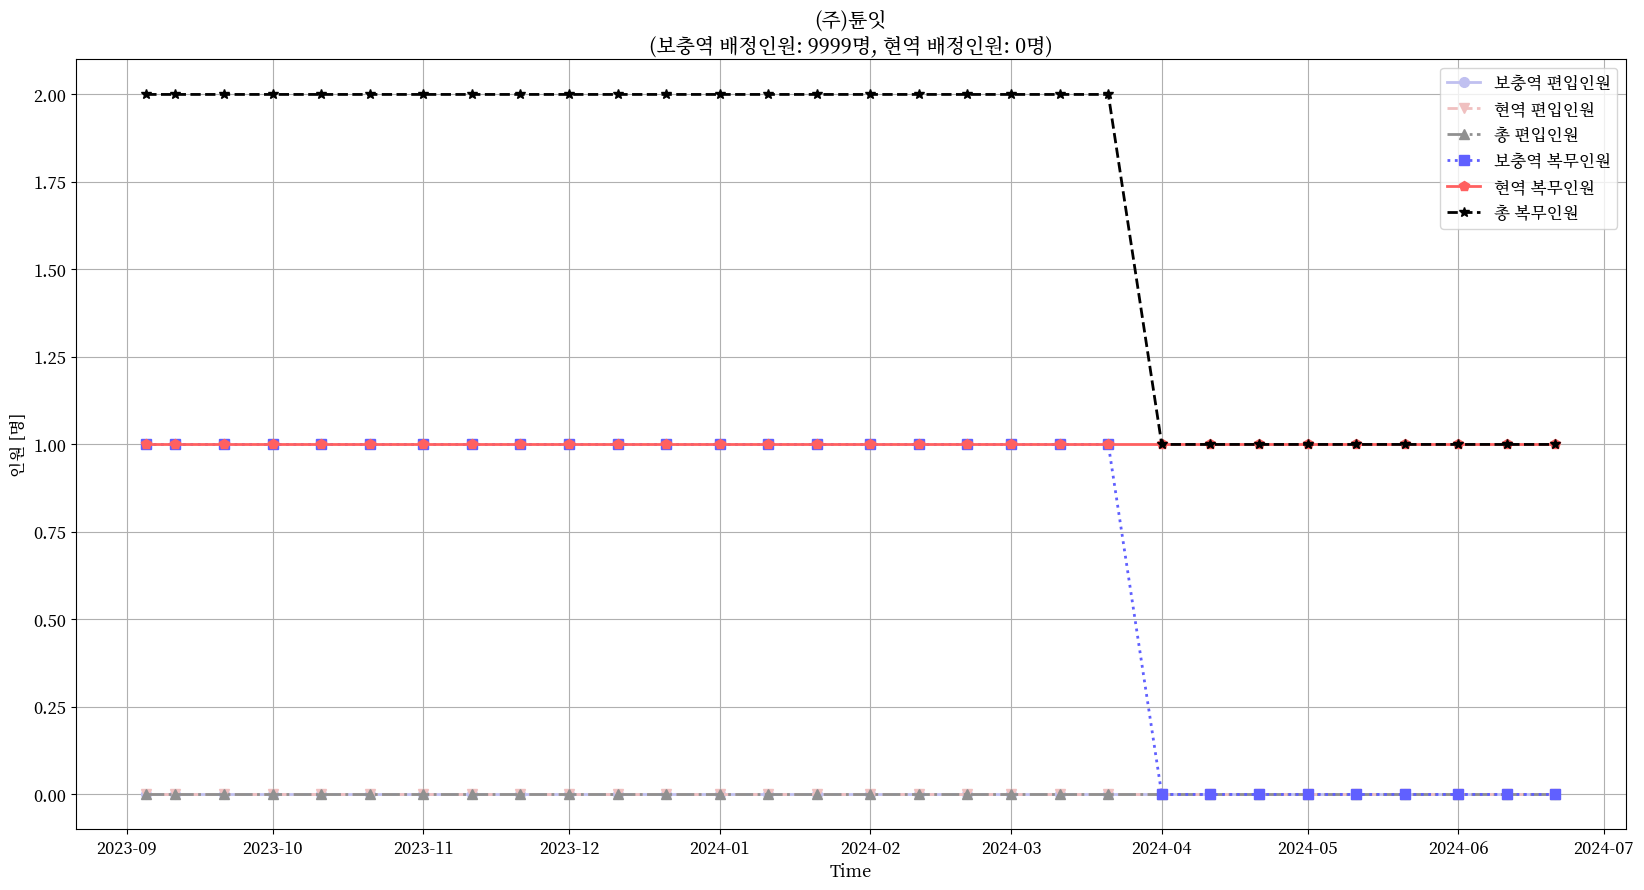 (주)튠잇
(보충역 배정인원: 9999명, 현역 배정인원: 0명)
보충역 편입인원
현역 편입인원
총 편입인원
보충역 복무인원
현역 복무인원
총 복무인원
2.00
1.75
1.50
1.25
1.00
0.75
0.50
0.25
0.00
인원 [명]
2023-09
2023-10
2023-11
2023-12
2024-01
2024-02
2024-03
2024-04
2024-05
2024-06
2024-07
Time